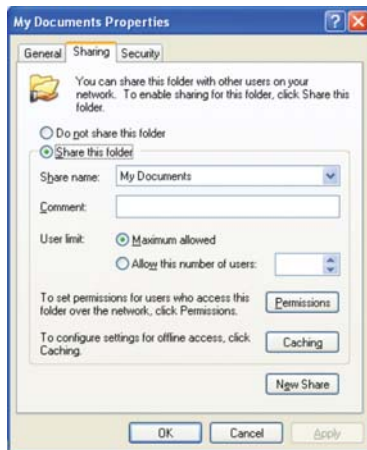 My Documents Properties
General Sharing Security
You can share this folder with other users on your
network. To enable sharing for this folder, click Share this
folder.
Do not share this folder
Share this folder
Share name: My Documents
Comment:
User limit: Maximum allowed
Allow this number of users:
To set permissions for users who access this
folder over the network, click Permissions.
Permissions
To configure settings for offline access, click
Caching.
Caching
New Share
OK Cancel Apply